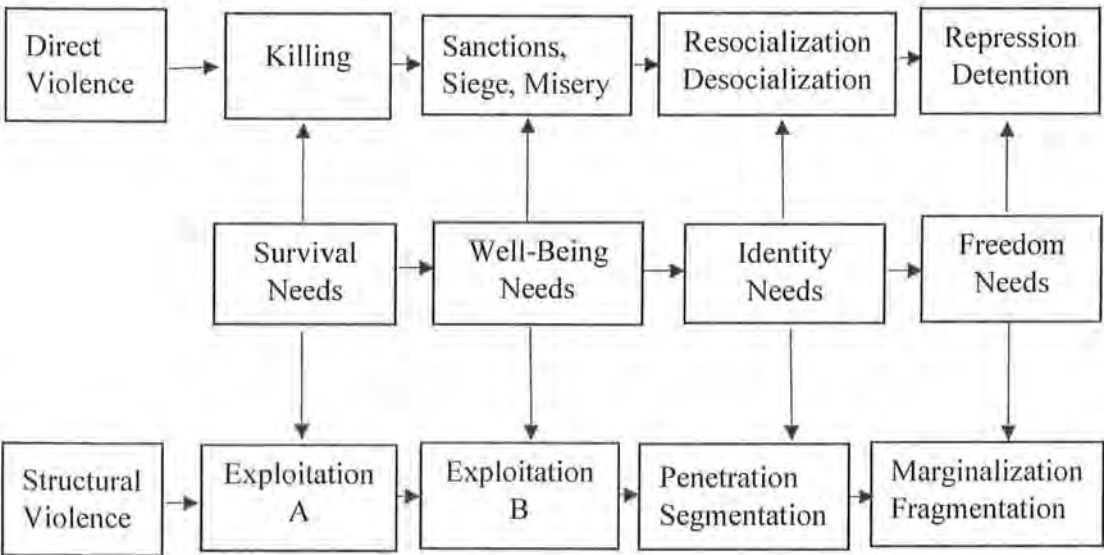 Direct
Violence
Killing
Sanctions,
Siege, Misery
Resocialization
Desocialization
Repression
Detention
Survival
Needs
Well-Being
Needs
Identity
Needs
Freedom
Needs
Structural
Violence
Exploitation
A
Exploitation
B
Penetration
Segmentation
Marginalization
Fragmentation